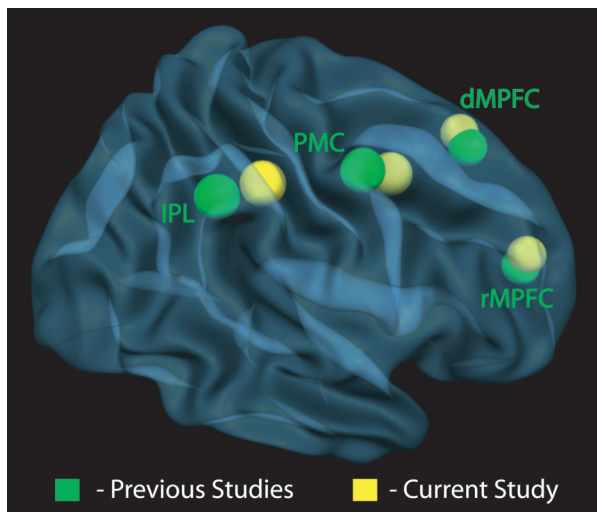 dMPFC
PMC
IPL
rMPFC
- Previous Studies
- Current Study